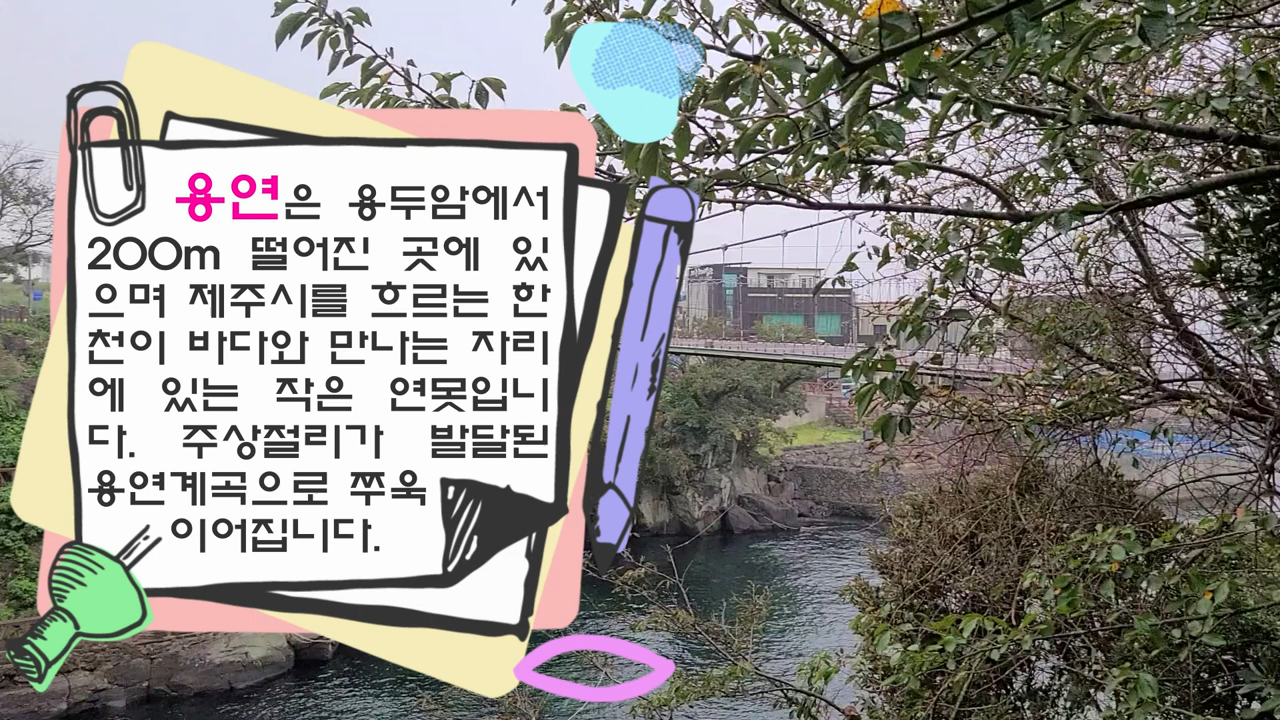 용연은 용두암에서
200m 떨어진 곳에 있
으며 제주시를 흐르는 한
천이 바다와 만나는 자리
에 있는 작은 연못입니
다. 주상절리가 발달된
용연계곡으로 쭈욱
이어집니다.